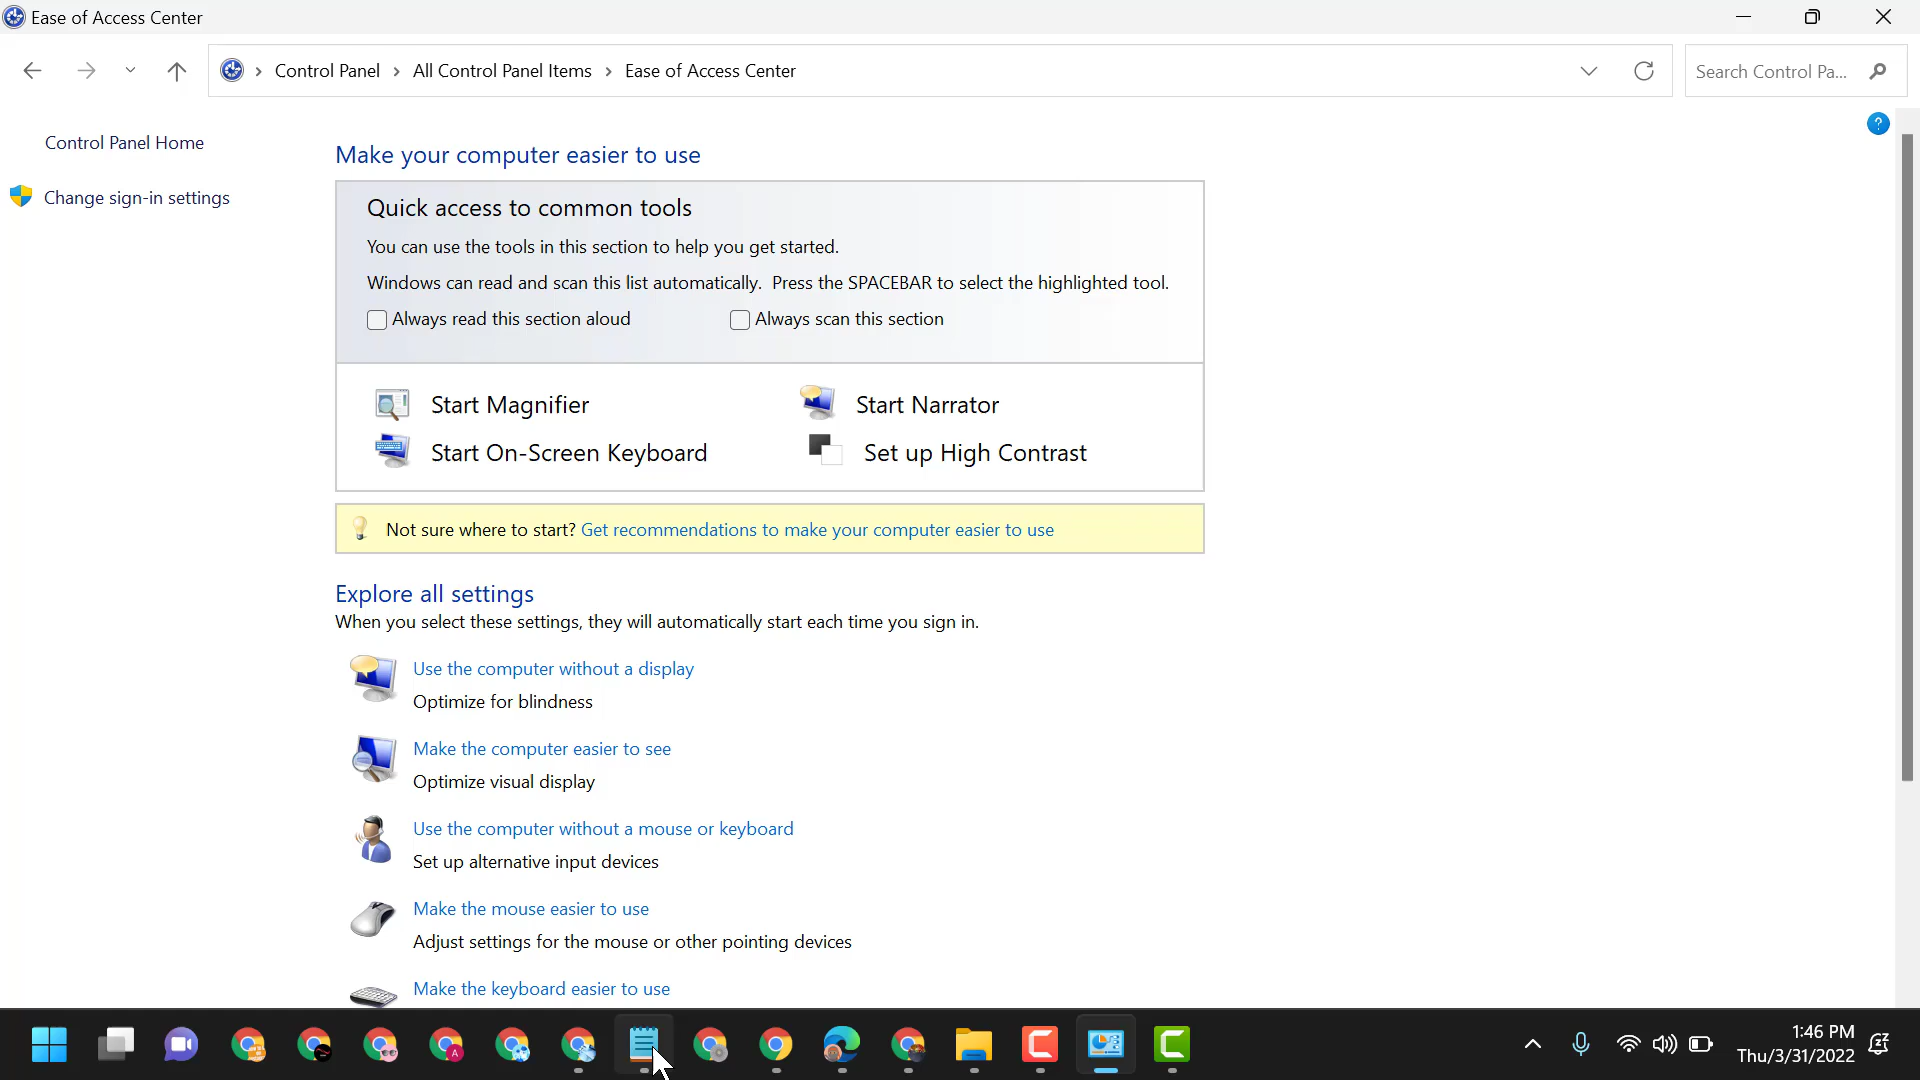 Ease of Access Center
Control Panel > All Control Panel Items > Ease of Access Center
Search Control Pa...
Control Panel Home
Change sign-in settings
Make your computer easier to use
Quick access to common tools
You can use the tools in this section to help you get started.
Windows can read and scan this list automatically. Press the SPACEBAR to select the highlighted tool.
Always read this section aloud
Always scan this section
Start Magnifier
Start Narrator
Start On-Screen Keyboard
Set up High Contrast
Not sure where to start? Get recommendations to make your computer easier to use
Explore all settings
When you select these settings, they will automatically start each time you sign in.
Use the computer without a display
Optimize for blindness
Make the computer easier to see
Optimize visual display
Use the computer without a mouse or keyboard
Set up alternative input devices
Make the mouse easier to use
Adjust settings for the mouse or other pointing devices
Make the keyboard easier to use
A
1:46 PM
Thu/3/31/2022